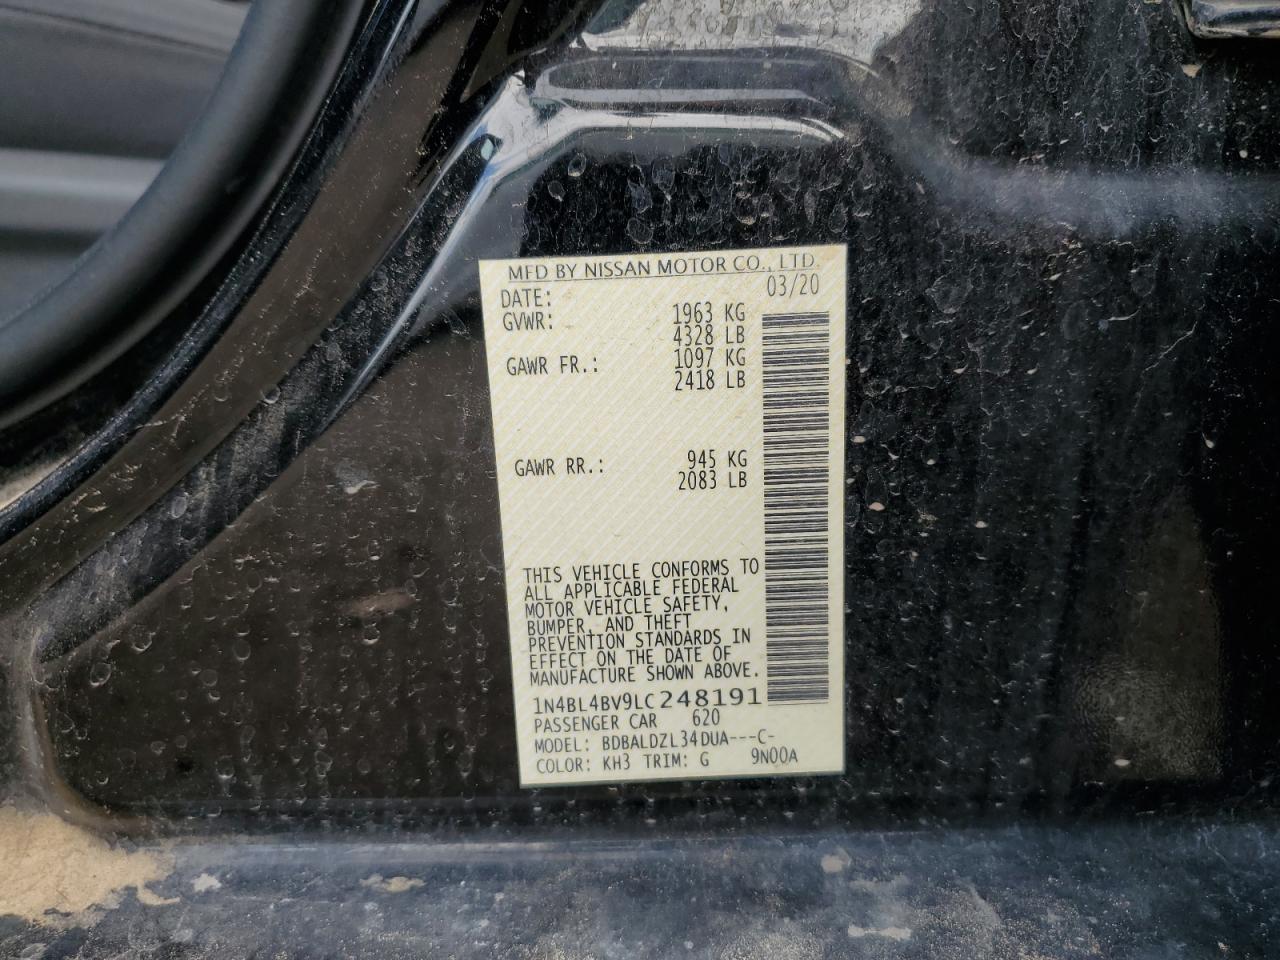 MFD BY NISSAN MOTOR CO., LTD.
DATE: 03/20
GVWR: 1963 KG
4328 LB
GAWR FR.: 1097 KG
2418 LB
GAWR RR.: 945 KG
2083 LB
THIS VEHICLE CONFORMS TO
ALL APPLICABLE FEDERAL
MOTOR VEHICLE SAFETY,
BUMPER, AND THEFT
PREVENTION STANDARDS IN
EFFECT ON THE DATE OF
MANUFACTURE SHOWN ABOVE.
1N4BL4BV9LC248191
PASSENGER CAR 620
MODEL: BDBALDZL34DUA---C-
COLOR: KH3 TRIM: G 9N00A